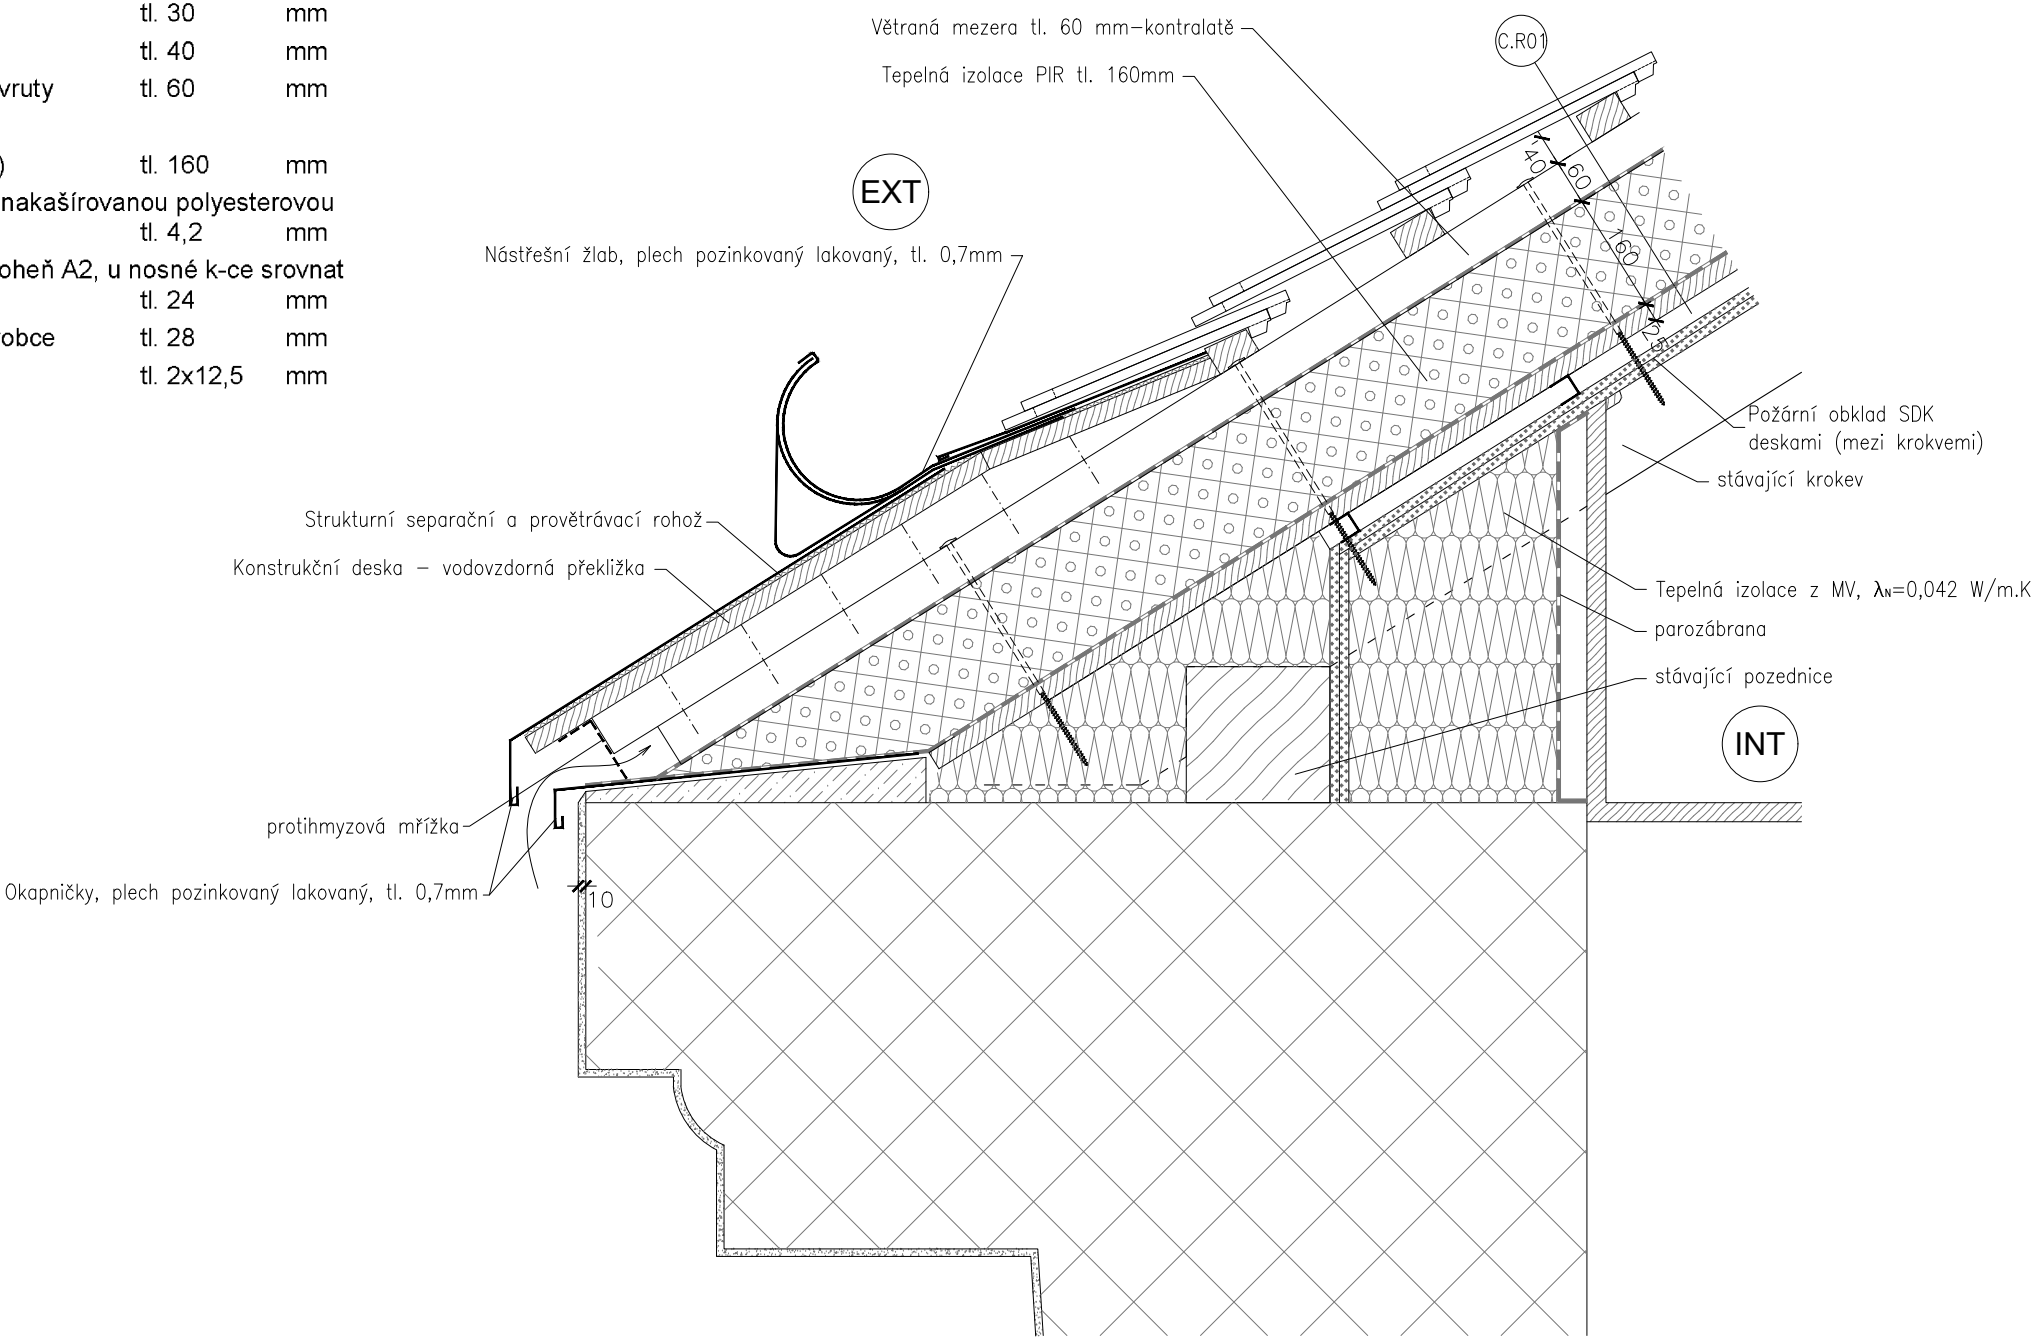 tl. 30 mm
tl. 40 mm
vruty tl. 60 mm
) tl. 160 mm
nakašírovanou polyesterovou
tl. 4,2 mm
oheň A2, u nosné k-ce srovnat
tl. 24 mm
robce tl. 28 mm
tl. 2x12,5 mm
Větraná mezera tl. 60 mm-kontralatě
Tepelná izolace PIR tl. 160mm
C.R01
EXT
Nástřešní žlab, plech pozinkovaný lakovaný, tl. 0,7mm
40
60
160
25
Požární obklad SDK
deskami (mezi krokvemi)
stávající krokev
Strukturní separační a provětrávací rohož
Konstrukční deska – vodovzdorná překližka
Tepelná izolace z MV, λN=0,042 W/m.K
parozábrana
stávající pozednice
INT
protihmyzová mřížka
Okapničky, plech pozinkovaný lakovaný, tl. 0,7mm
10